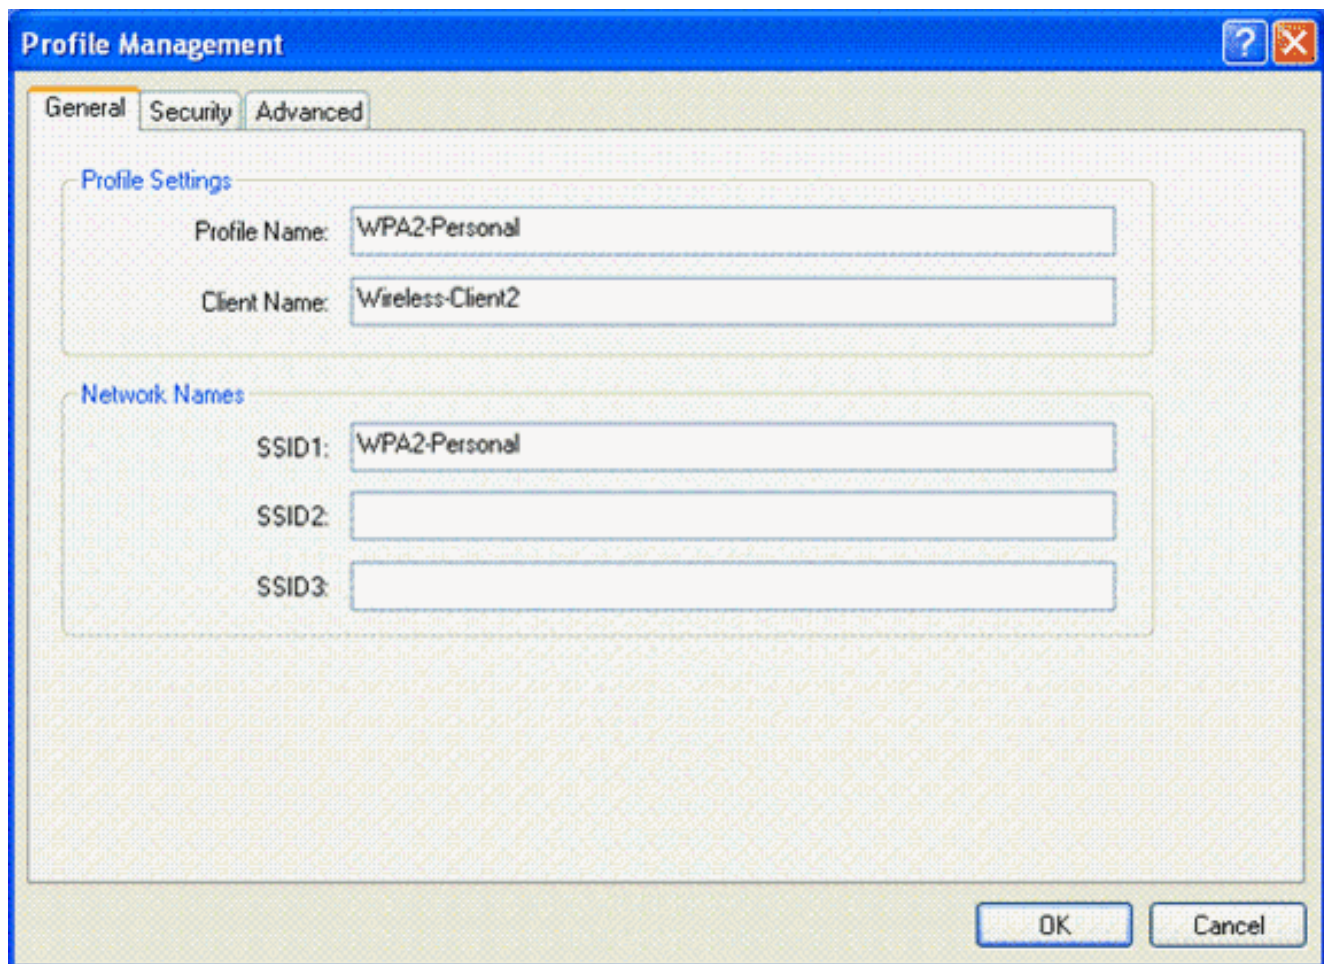 Profile Management
General Security Advanced
Profile Settings
Profile Name: WPA2-Personal
Client Name: Wireless-Client2
Network Names
SSID1: WPA2-Personal
SSID2:
SSID3:
OK Cancel